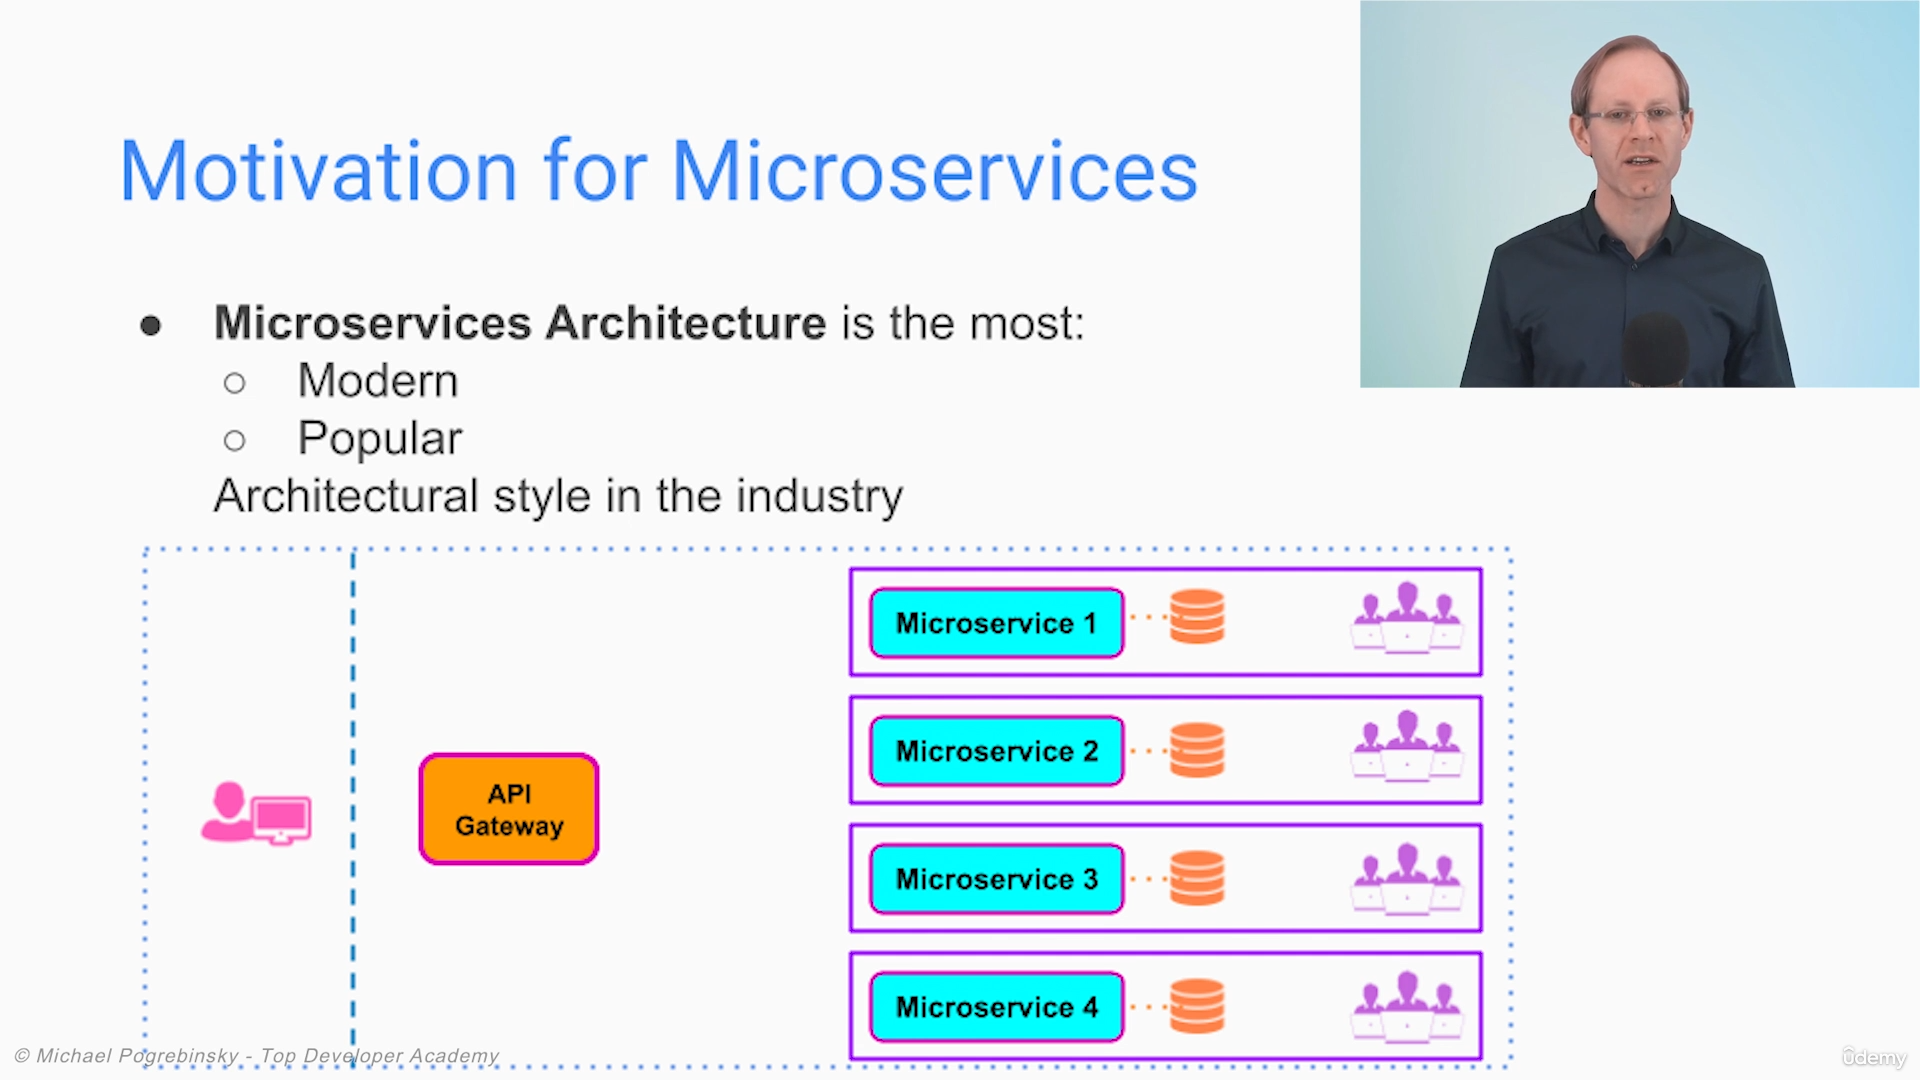 Motivation for Microservices
● Microservices Architecture is the most:
○ Modern
○ Popular
Architectural style in the industry
Microservice 1
Microservice 2
API
Gateway
Microservice 3
Microservice 4
© Michael Pogrebinsky - Top Developer Academy
ûdemy